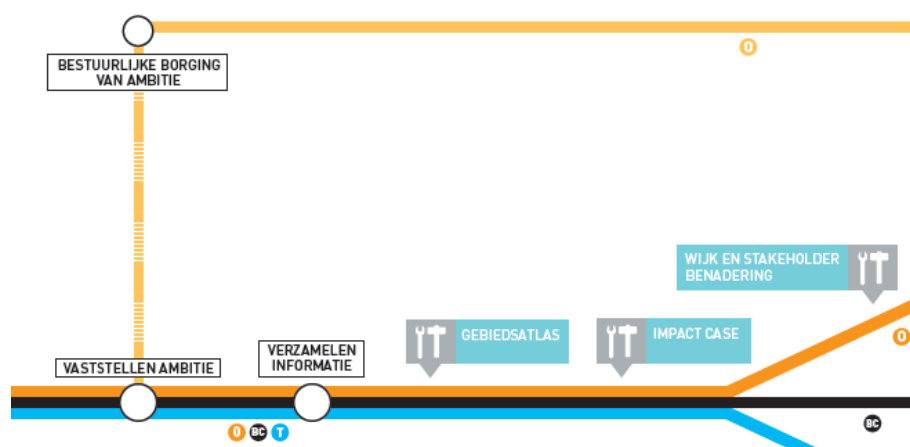 O
BESTUURLIJKE BORGING
VAN AMBITIE
WIJK EN STAKEHOLDER
BENADERING
GEBIEDSATLAS
IMPACT CASE
O
VERZAMELEN
INFORMATIE
VASTSTELLEN AMBITIE
O BC T
BC